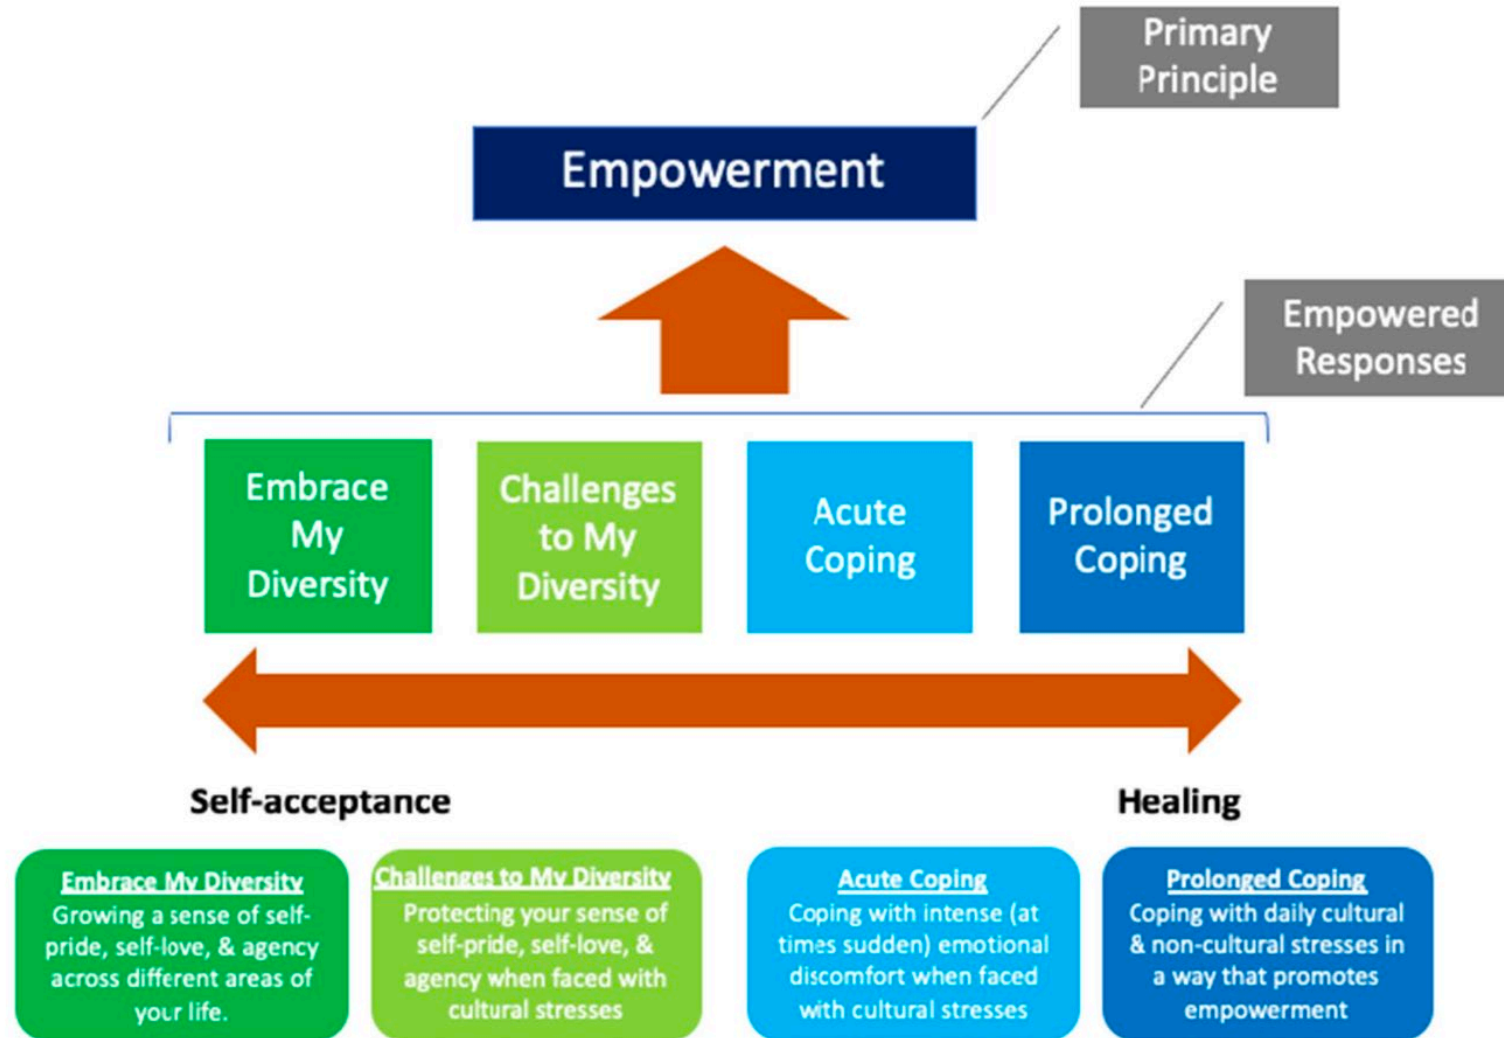 Primary
Principle
Empowerment
Empowered
Responses
Embrace
My
Diversity
Challenges
to My
Diversity
Acute
Coping
Prolonged
Coping
Self-acceptance
Healing
Embrace My Diversity
Growing a sense of self-
pride, self-love, & agency
across different areas of
your life.
Challenges to My Diversity
Protecting your sense of
self-pride, self-love, &
agency when faced with
cultural stresses
Acute Coping
Coping with intense (at
times sudden) emotional
discomfort when faced
with cultural stresses
Prolonged Coping
Coping with daily cultural
& non-cultural stresses in
a way that promotes
empowerment